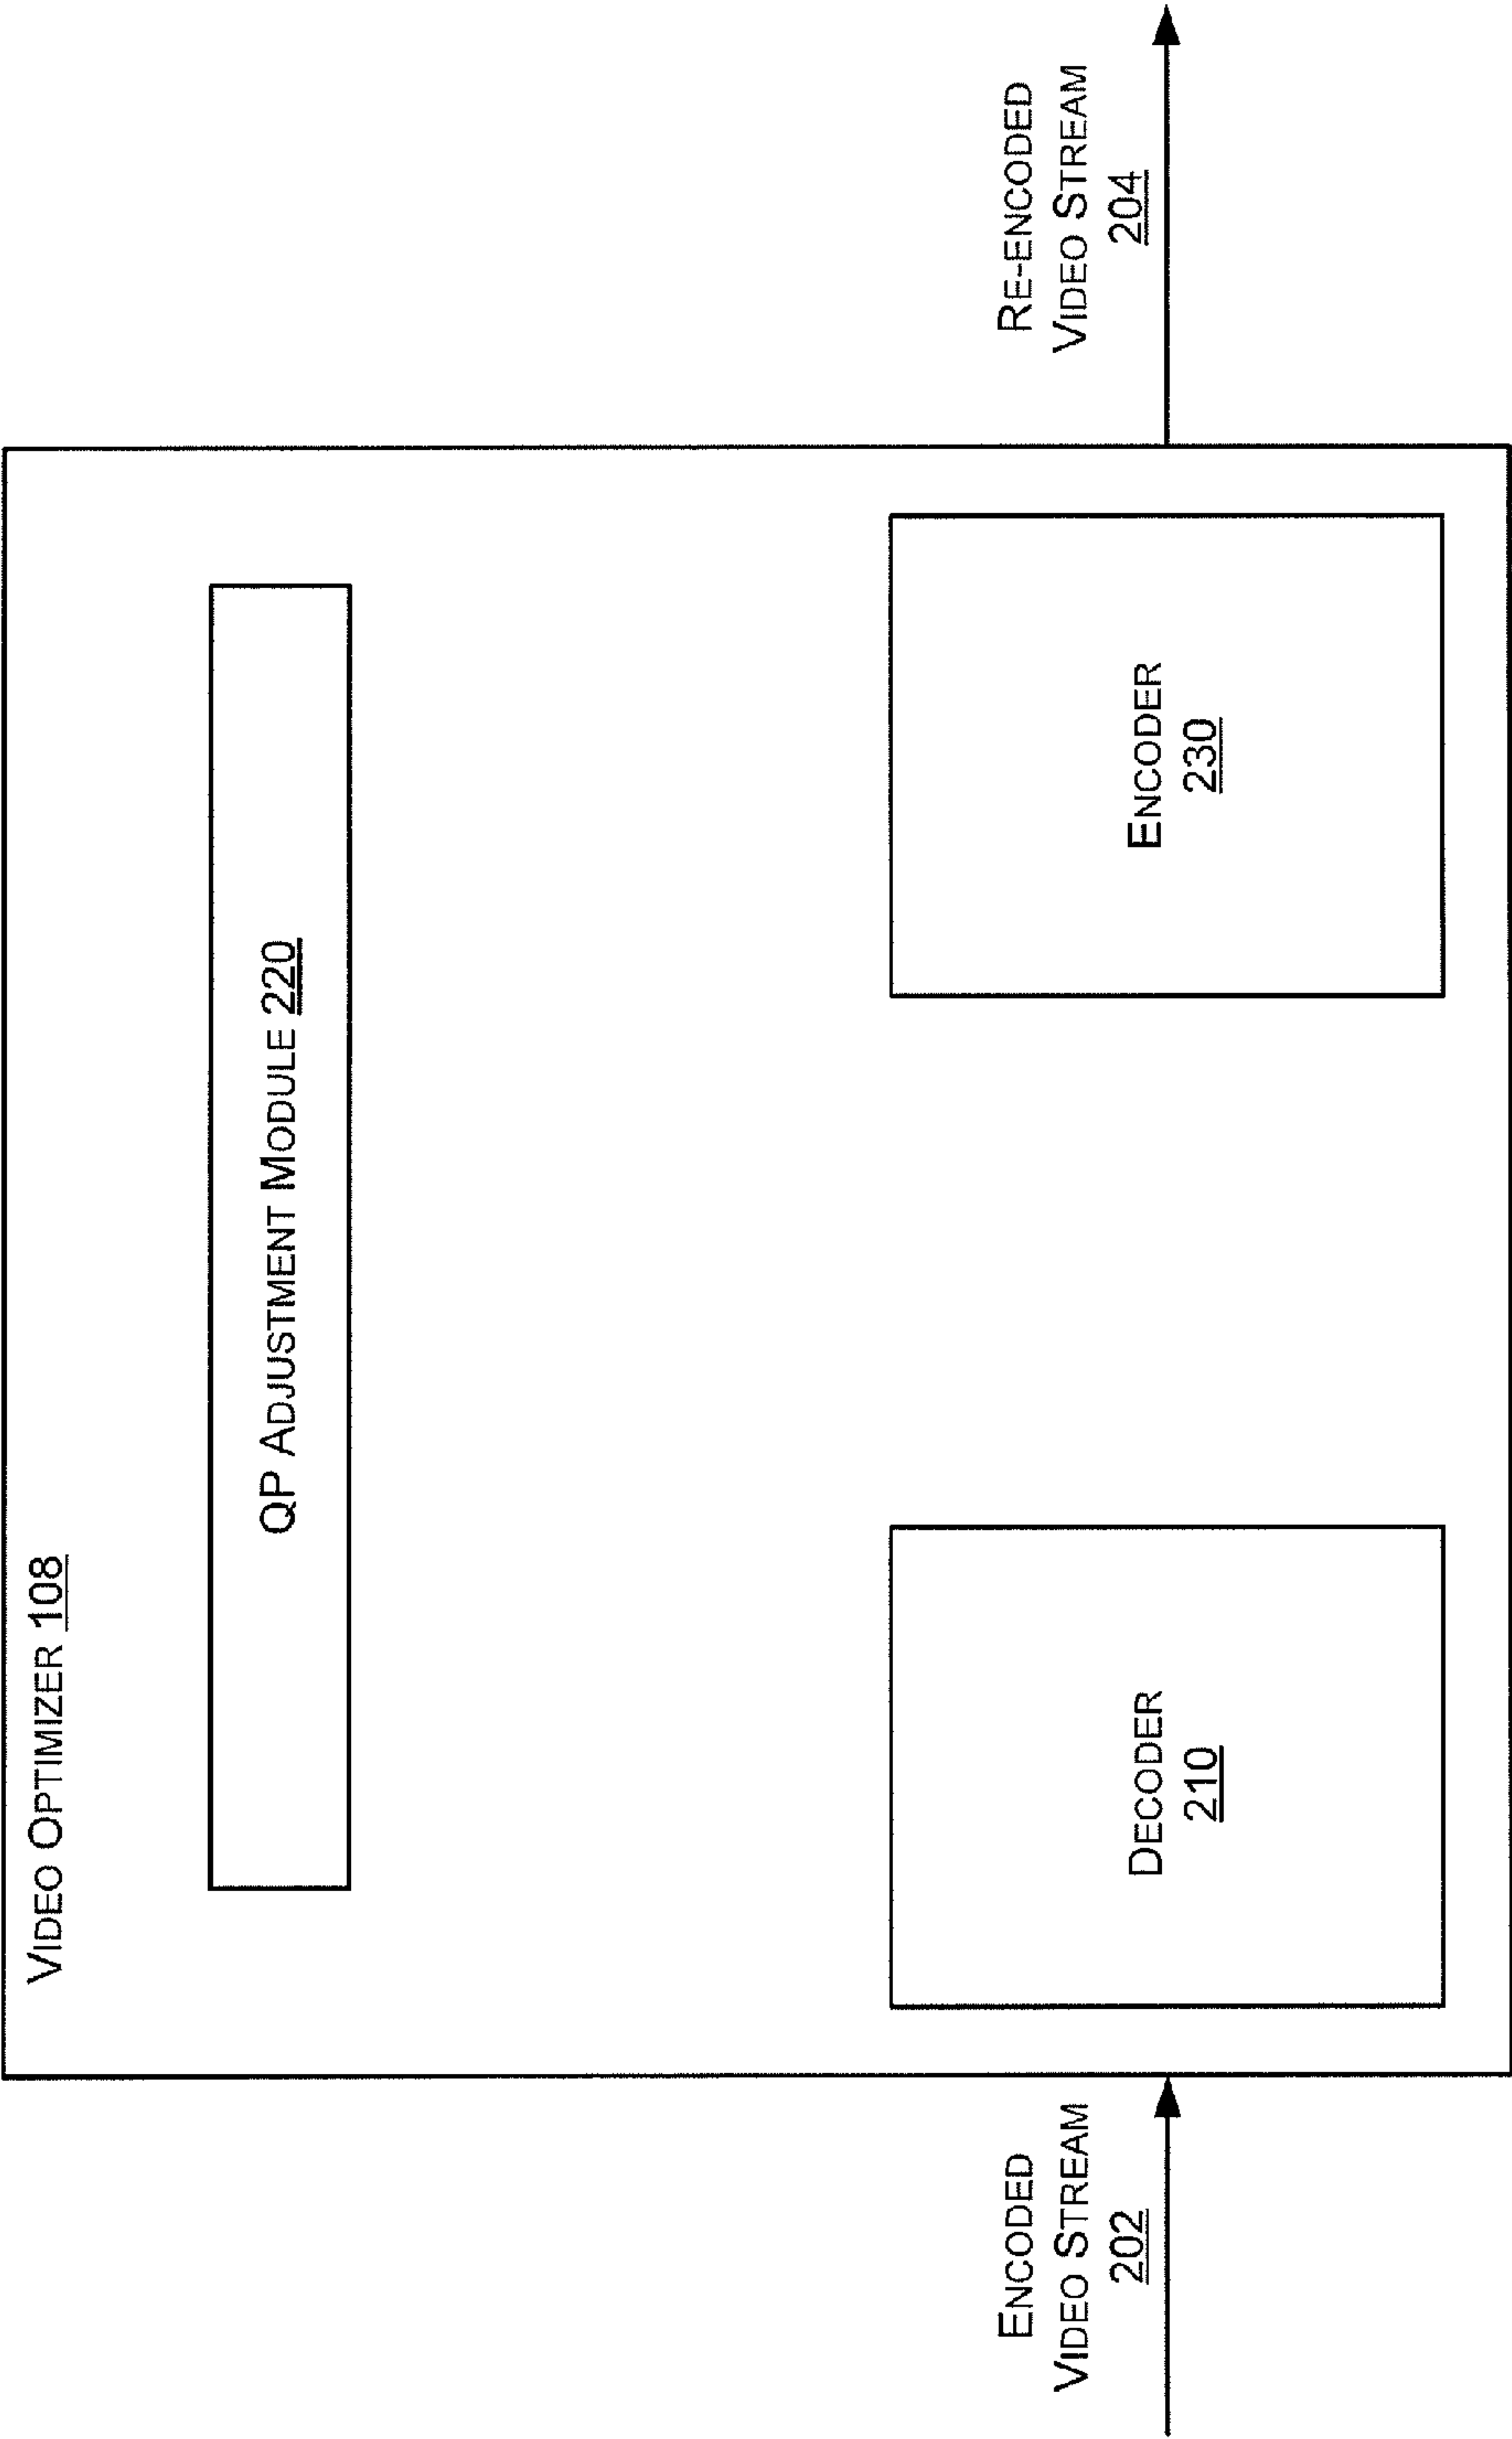 VIDEO OPTIMIZER 108
QP ADJUSTMENT MODULE 220
ENCODED
VIDEO STREAM
202
DECODER
210
ENCODER
230
RE-ENCODED
VIDEO STREAM
204